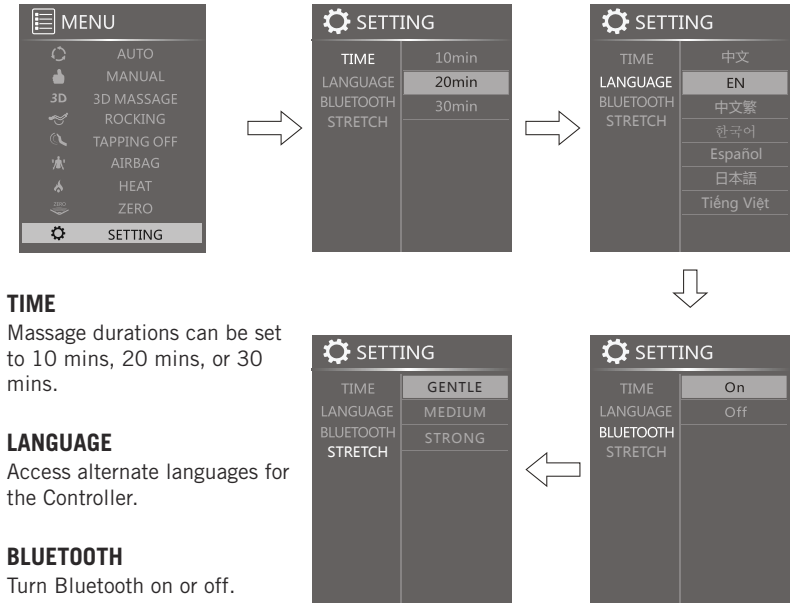 MENU
AUTO
MANUAL
3D 3D MASSAGE
ROCKING
TAPPING OFF
AIRBAG
HEAT
ZERO ZERO
SETTING
SETTING
TIME 10min
LANGUAGE 20min
BLUETOOTH 30min
STRETCH
SETTING
TIME 中文
LANGUAGE EN
BLUETOOTH 中文繁
STRETCH 한국어
Español
日本語
Tiếng Việt
TIME
Massage durations can be set
to 10 mins, 20 mins, or 30
mins.
LANGUAGE
Access alternate languages for
the Controller.
BLUETOOTH
Turn Bluetooth on or off.
SETTING
TIME GENTLE
LANGUAGE MEDIUM
BLUETOOTH STRONG
STRETCH
SETTING
TIME On
LANGUAGE Off
BLUETOOTH
STRETCH